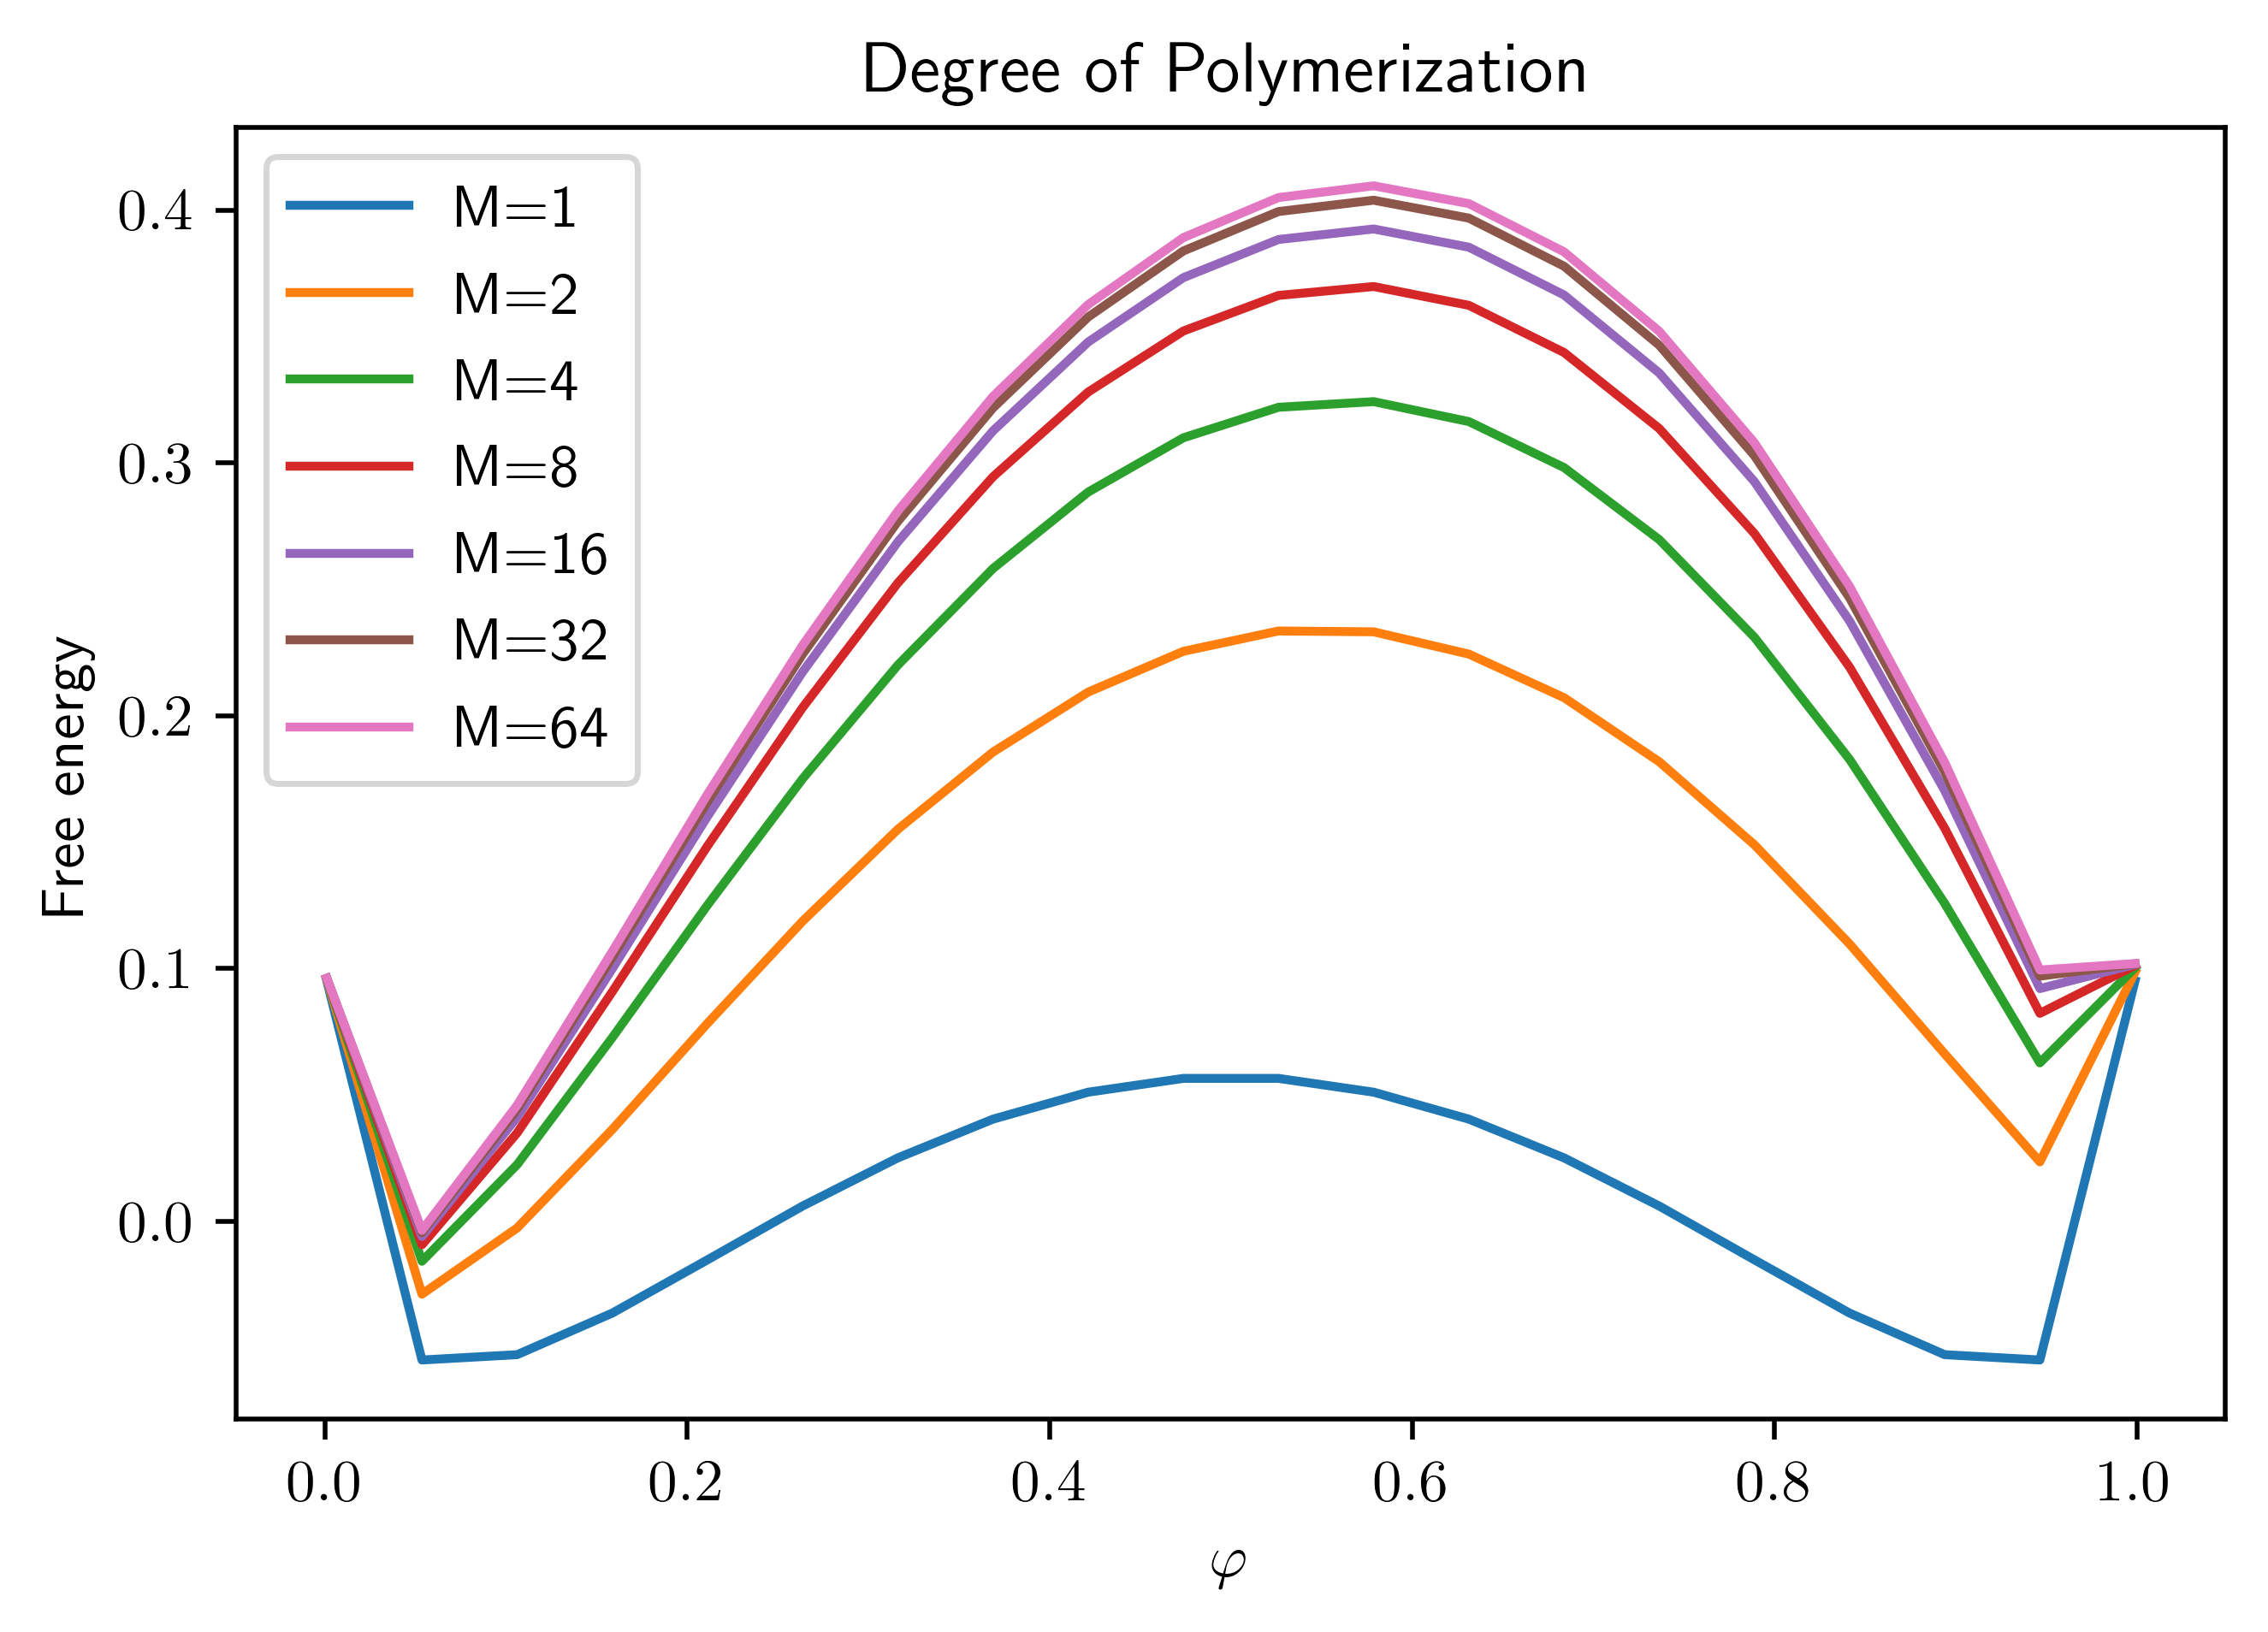 Degree of Polymerization
M=1
M=2
M=4
M=8
M=16
M=32
M=64
Free energy
0.4
0.3
0.2
0.1
0.0
0.0 0.2 0.4 0.6 0.8 1.0
φ